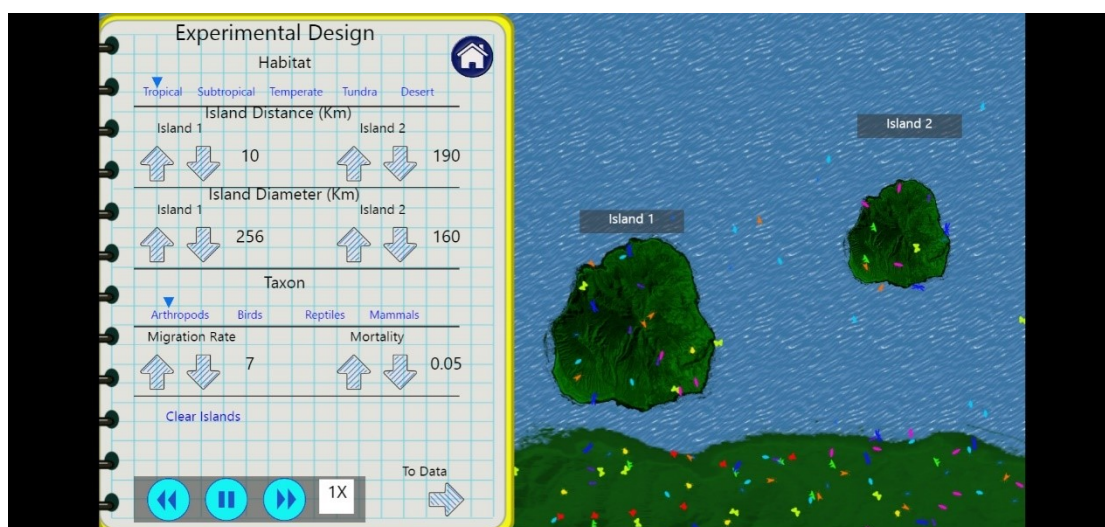 Experimental Design
Habitat
Tropical Subtropical Temperate Tundra Desert
Island Distance (Km)
Island 1 Island 2
10 190
Island Diameter (Km)
Island 1 Island 2
256 160
Taxon
Arthropods Birds Reptiles Mammals
Migration Rate Mortality
7 0.05
Clear Islands
To Data
1X
Island 1
Island 2